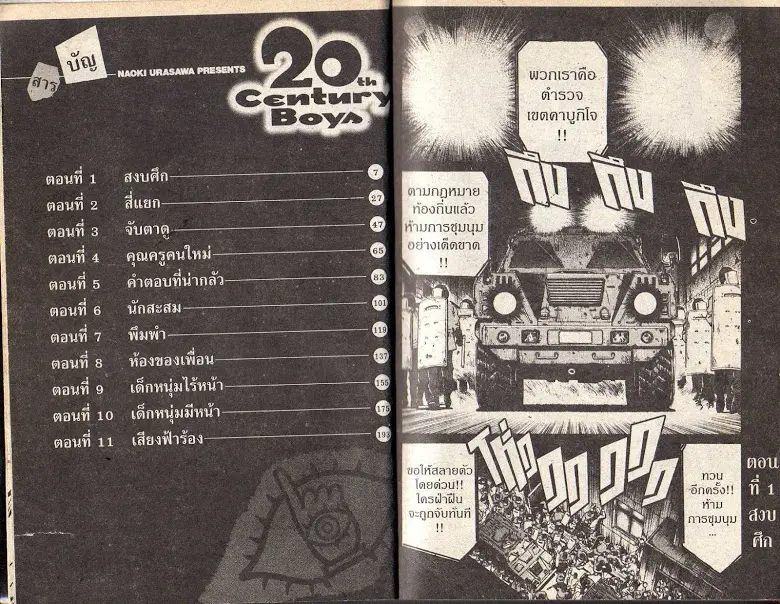 สารบัญ
NAOKI URASAWA PRESENTS
20th
Century
Boys
ตอนที่ 1 สงบศึก 7
ตอนที่ 2 สี่แยก 27
ตอนที่ 3 จับตาดู 47
ตอนที่ 4 คุณครูคนใหม่ 65
ตอนที่ 5 คำตอบที่น่ากลัว 83
ตอนที่ 6 นักสะสม 101
ตอนที่ 7 พึมพำ 119
ตอนที่ 8 ห้องของเพื่อน 137
ตอนที่ 9 เด็กหนุ่มไร้หน้า 155
ตอนที่ 10 เด็กหนุ่มมีหน้า 175
ตอนที่ 11 เสียงฟ้าร้อง 193
พวกเราคือ
ตำรวจ
เขตคาบูกิโจ
!!
ตามกฎหมาย
ท้องถิ่นแล้ว
ห้ามการชุมนุม
อย่างเด็ดขาด
!!
ขอให้สลายตัว
โดยด่วน!!
ใครฝ่าฝืน
จะถูกจับทันที
!!
ทวน
อีกครั้ง!!
ห้าม
การชุมนุม
...
ตอน
ที่ 1
สงบ
ศึก